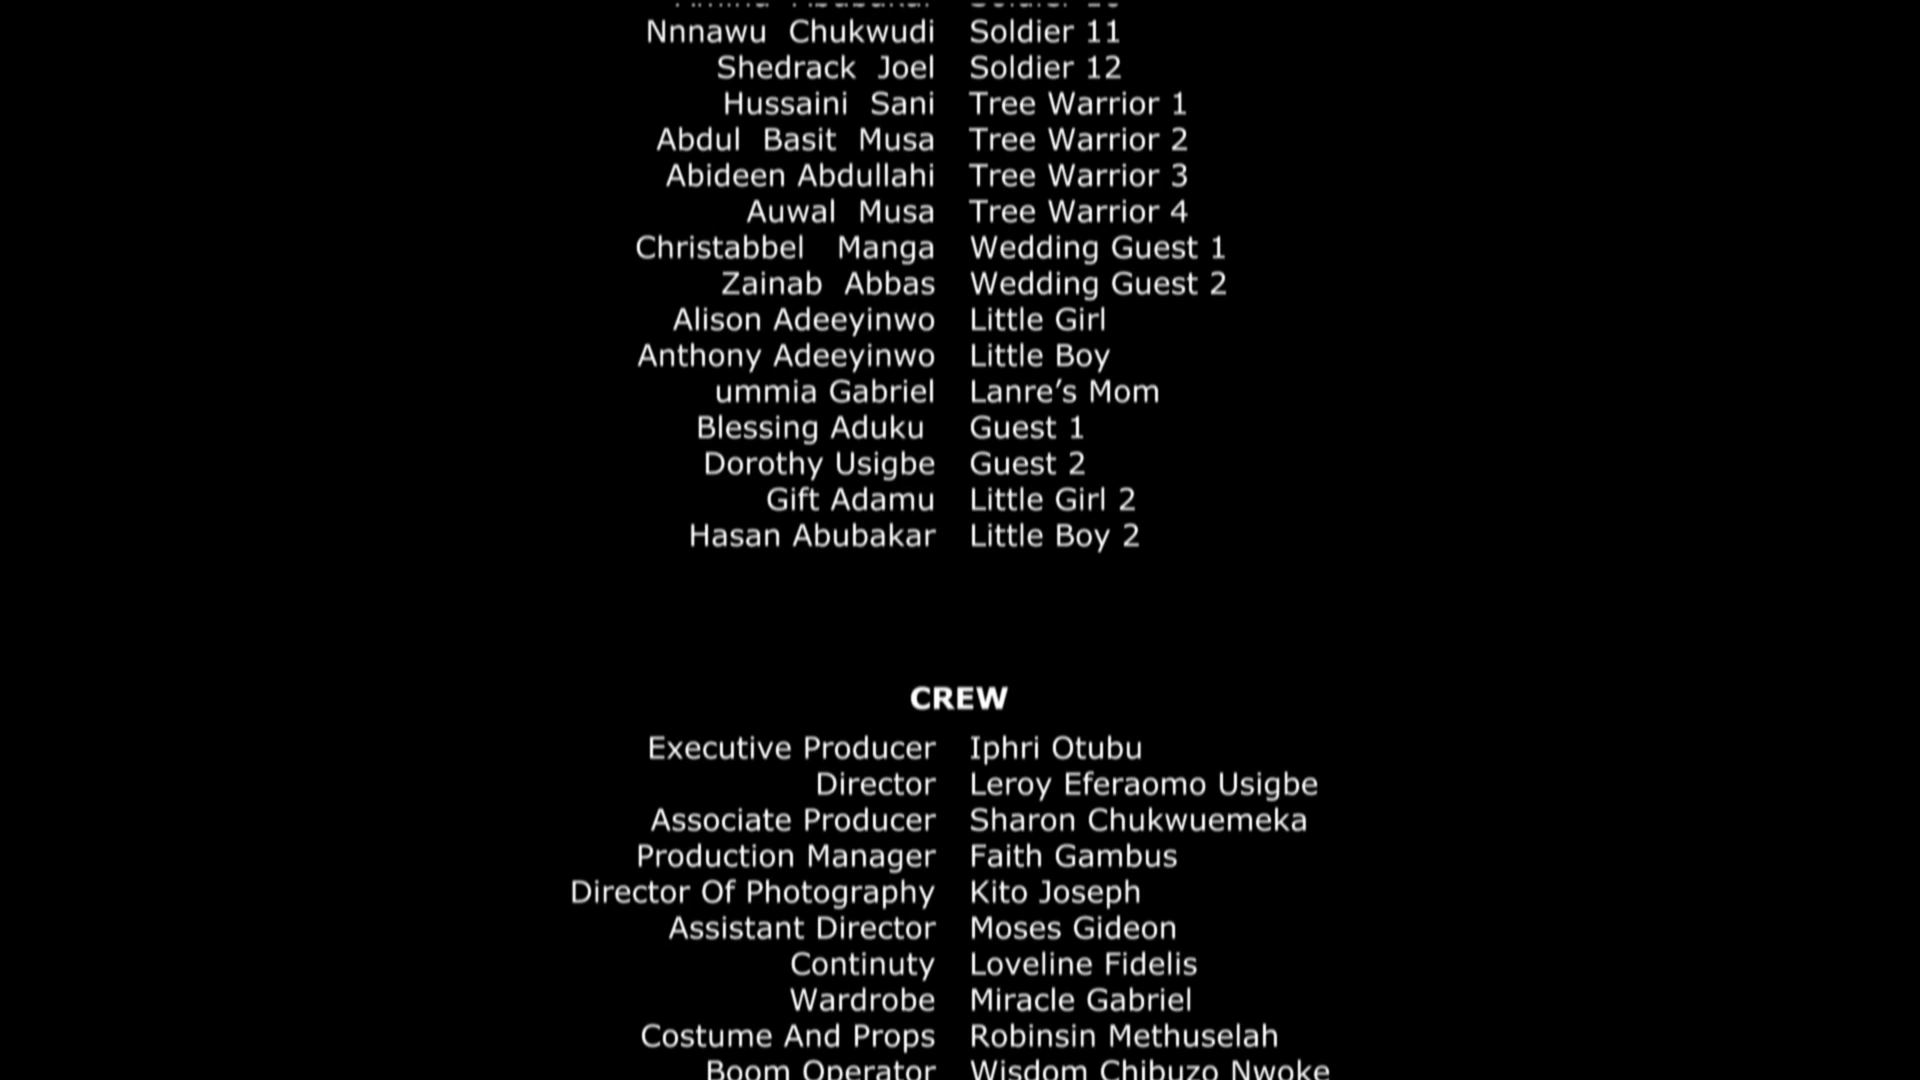 Nnnawu Chukwudi Soldier 11
Shedrack Joel Soldier 12
Hussaini Sani Tree Warrior 1
Abdul Basit Musa Tree Warrior 2
Abideen Abdullahi Tree Warrior 3
Auwal Musa Tree Warrior 4
Christabbel Manga Wedding Guest 1
Zainab Abbas Wedding Guest 2
Alison Adeeyinwo Little Girl
Anthony Adeeyinwo Little Boy
ummia Gabriel Lanre’s Mom
Blessing Aduku Guest 1
Dorothy Usigbe Guest 2
Gift Adamu Little Girl 2
Hasan Abubakar Little Boy 2
CREW
Executive Producer Iphri Otubu
Director Leroy Eferaomo Usigbe
Associate Producer Sharon Chukwuemeka
Production Manager Faith Gambus
Director Of Photography Kito Joseph
Assistant Director Moses Gideon
Continuty Loveline Fidelis
Wardrobe Miracle Gabriel
Costume And Props Robinsin Methuselah
Boom Operator Wisdom Chibuzo Nwoke